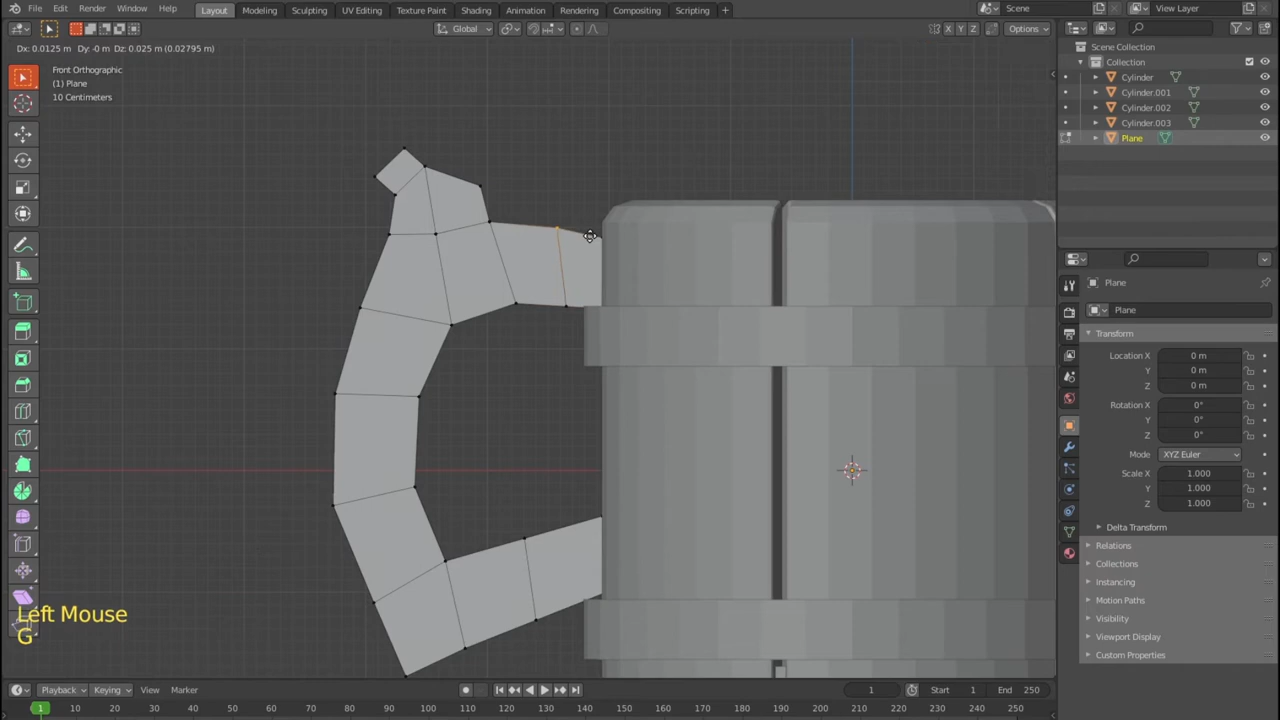 File Edit Render Window Help
Layout Modeling Sculpting UV Editing Texture Paint Shading Animation Rendering Compositing Scripting +
Scene
View Layer
Global
X Y Z
Options
Dx: 0.0125 m Dy: -0 m Dz: 0.025 m (0.02795 m)
Front Orthographic
(1) Plane
10 Centimeters
Left Mouse
G
Scene Collection
Collection
Cylinder
Cylinder.001
Cylinder.002
Cylinder.003
Plane
Plane
Plane
Transform
Location X 0 m
Y 0 m
Z 0 m
Rotation X 0°
Y 0°
Z 0°
Mode XYZ Euler
Scale X 1.000
Y 1.000
Z 1.000
Delta Transform
Relations
Collections
Instancing
Motion Paths
Visibility
Viewport Display
Custom Properties
Playback Keying View Marker
1 Start 1 End 250
1 10 20 30 40 50 60 70 80 90 100 110 120 130 140 150 160 170 180 190 200 210 220 230 240 250